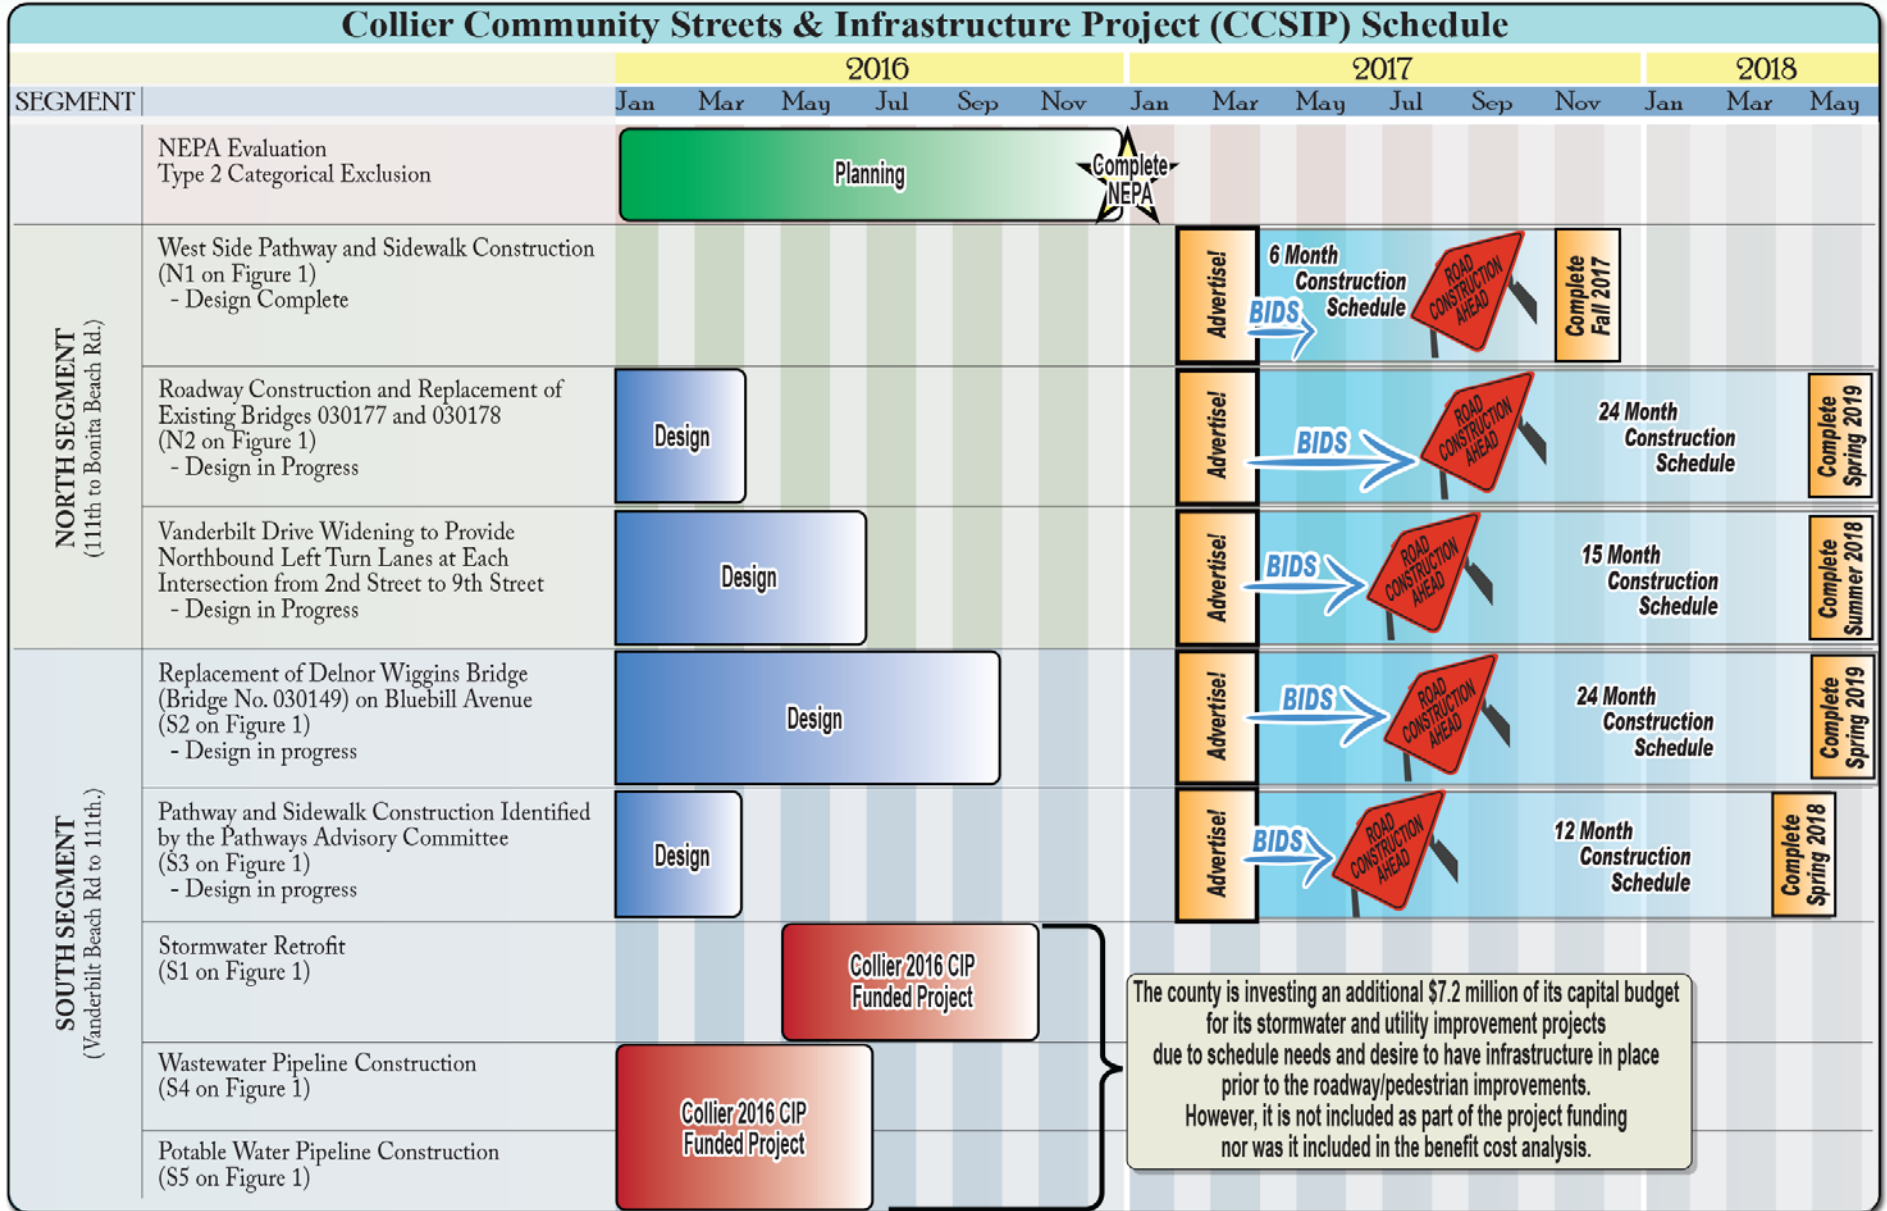 Collier Community Streets & Infrastructure Project (CCSIP) Schedule
2016 2017 2018
SEGMENT Jan Mar May Jul Sep Nov Jan Mar May Jul Sep Nov Jan Mar May
NEPA Evaluation
Type 2 Categorical Exclusion
Planning
Complete
NEPA
NORTH SEGMENT
(111th to Bonita Beach Rd.)
West Side Pathway and Sidewalk Construction
(N1 on Figure 1)
- Design Complete
Advertise!
BIDS
6 Month
Construction
Schedule
ROAD
CONSTRUCTION
AHEAD
Complete
Fall 2017
Roadway Construction and Replacement of
Existing Bridges 030177 and 030178
(N2 on Figure 1)
- Design in Progress
Design
Advertise!
BIDS
ROAD
CONSTRUCTION
AHEAD
24 Month
Construction
Schedule
Complete
Spring 2019
Vanderbilt Drive Widening to Provide
Northbound Left Turn Lanes at Each
Intersection from 2nd Street to 9th Street
- Design in Progress
Design
Advertise!
BIDS
ROAD
CONSTRUCTION
AHEAD
15 Month
Construction
Schedule
Complete
Summer 2018
SOUTH SEGMENT
(Vanderbilt Beach Rd to 111th.)
Replacement of Delnor Wiggins Bridge
(Bridge No. 030149) on Bluebill Avenue
(S2 on Figure 1)
- Design in progress
Design
Advertise!
BIDS
ROAD
CONSTRUCTION
AHEAD
24 Month
Construction
Schedule
Complete
Spring 2019
Pathway and Sidewalk Construction Identified
by the Pathways Advisory Committee
(S3 on Figure 1)
- Design in progress
Design
Advertise!
BIDS
ROAD
CONSTRUCTION
AHEAD
12 Month
Construction
Schedule
Complete
Spring 2018
Stormwater Retrofit
(S1 on Figure 1)
Collier 2016 CIP
Funded Project
Wastewater Pipeline Construction
(S4 on Figure 1)
Potable Water Pipeline Construction
(S5 on Figure 1)
Collier 2016 CIP
Funded Project
The county is investing an additional $7.2 million of its capital budget
for its stormwater and utility improvement projects
due to schedule needs and desire to have infrastructure in place
prior to the roadway/pedestrian improvements.
However, it is not included as part of the project funding
nor was it included in the benefit cost analysis.